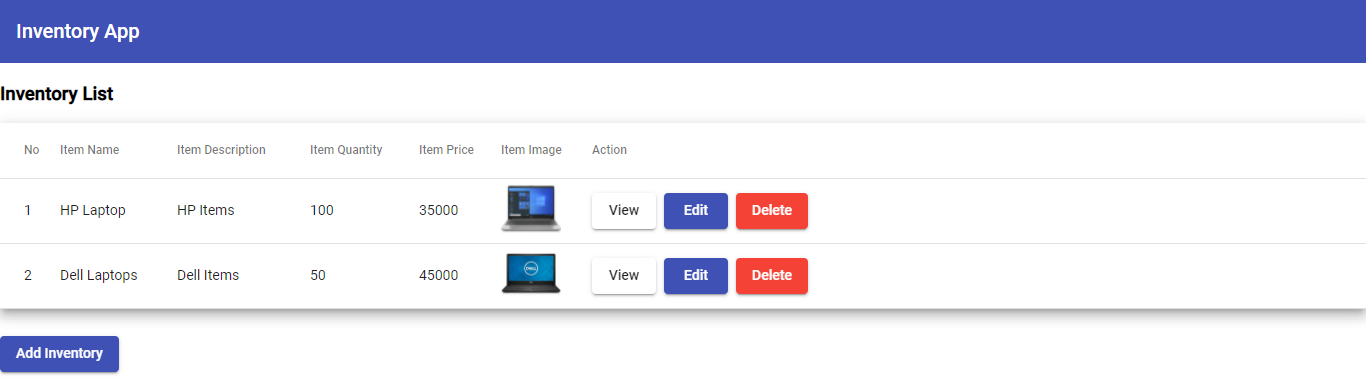 Inventory App
Inventory List
No Item Name Item Description Item Quantity Item Price Item Image Action
1 HP Laptop HP Items 100 35000 View Edit Delete
2 Dell Laptops Dell Items 50 45000 DELL View Edit Delete
Add Inventory